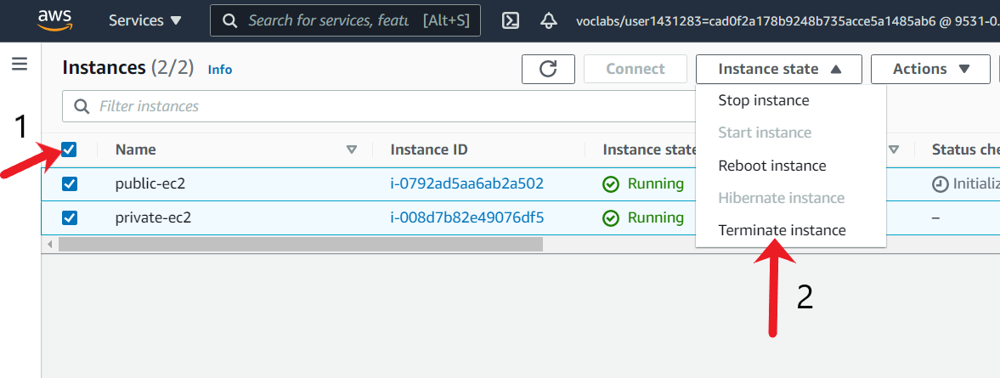 aws Services Search for services, featu [Alt+S] voclabs/user1431283=cad0f2a178b9248b735acce5a1485ab6 @ 9531-0
Instances (2/2) Info Connect Instance state Actions
Filter instances
Stop instance
Start instance
1
Name Instance ID Instance state Status che
Reboot instance
public-ec2 i-0792ad5aa6ab2a502 Running Initializ
Hibernate instance
private-ec2 i-008d7b82e49076df5 Running –
Terminate instance
2